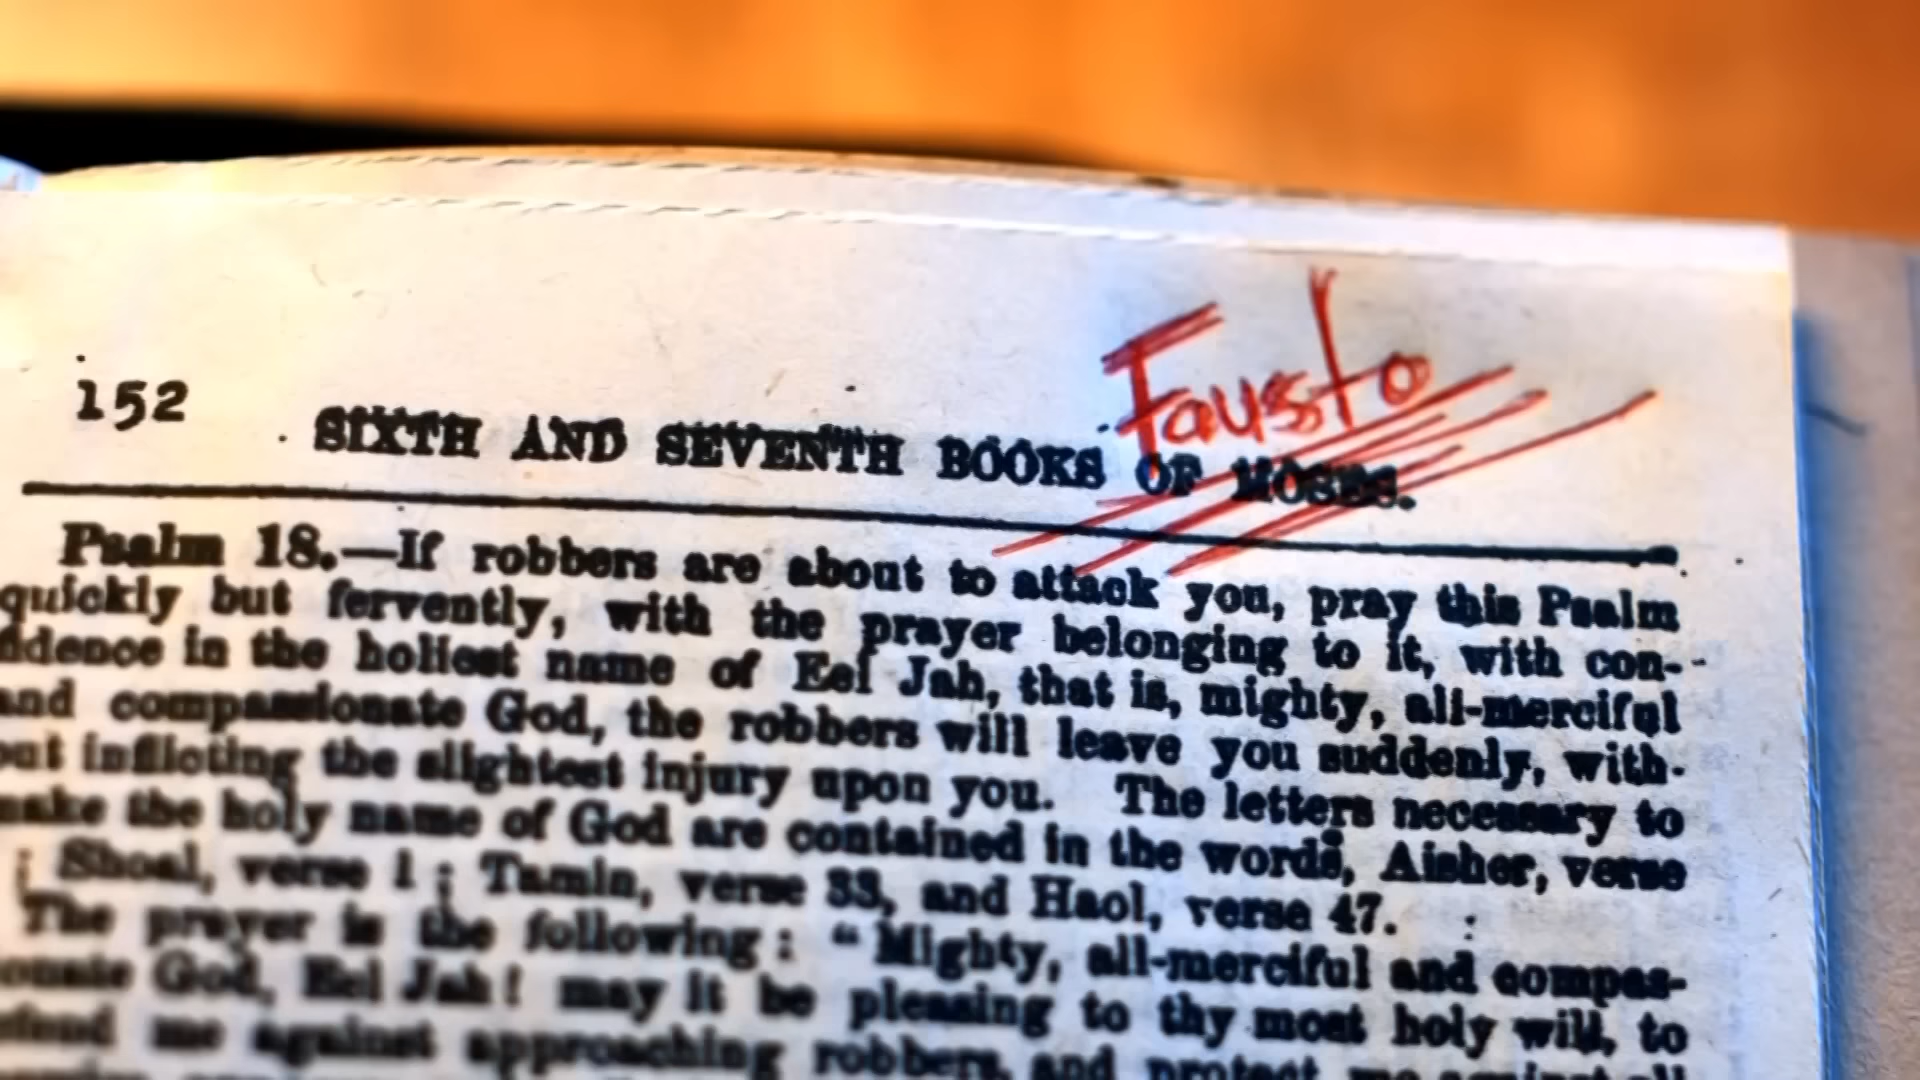 Fausto
152
SIXTH AND SEVENTH BOOKS OF MOSES.
Psalm 18.—If robbers are about to attack you, pray this Psalm
quickly but fervently, with the prayer belonging to it, with con-
fidence in the holiest name of Eel Jah, that is, mighty, all-merciful
and compassionate God, the robbers will leave you suddenly, with-
out inflicting the slightest injury upon you. The letters necessary to
make the holy name of God are contained in the words, Aisher, verse
; Shoal, verse 1; Tamin, verse 33, and Haol, verse 47.
The prayer is the following: “Mighty, all-merciful and compas-
sionate God, Eel Jah! may it be pleasing to thy most holy will, to
defend me against approaching robbers, and protect me against all